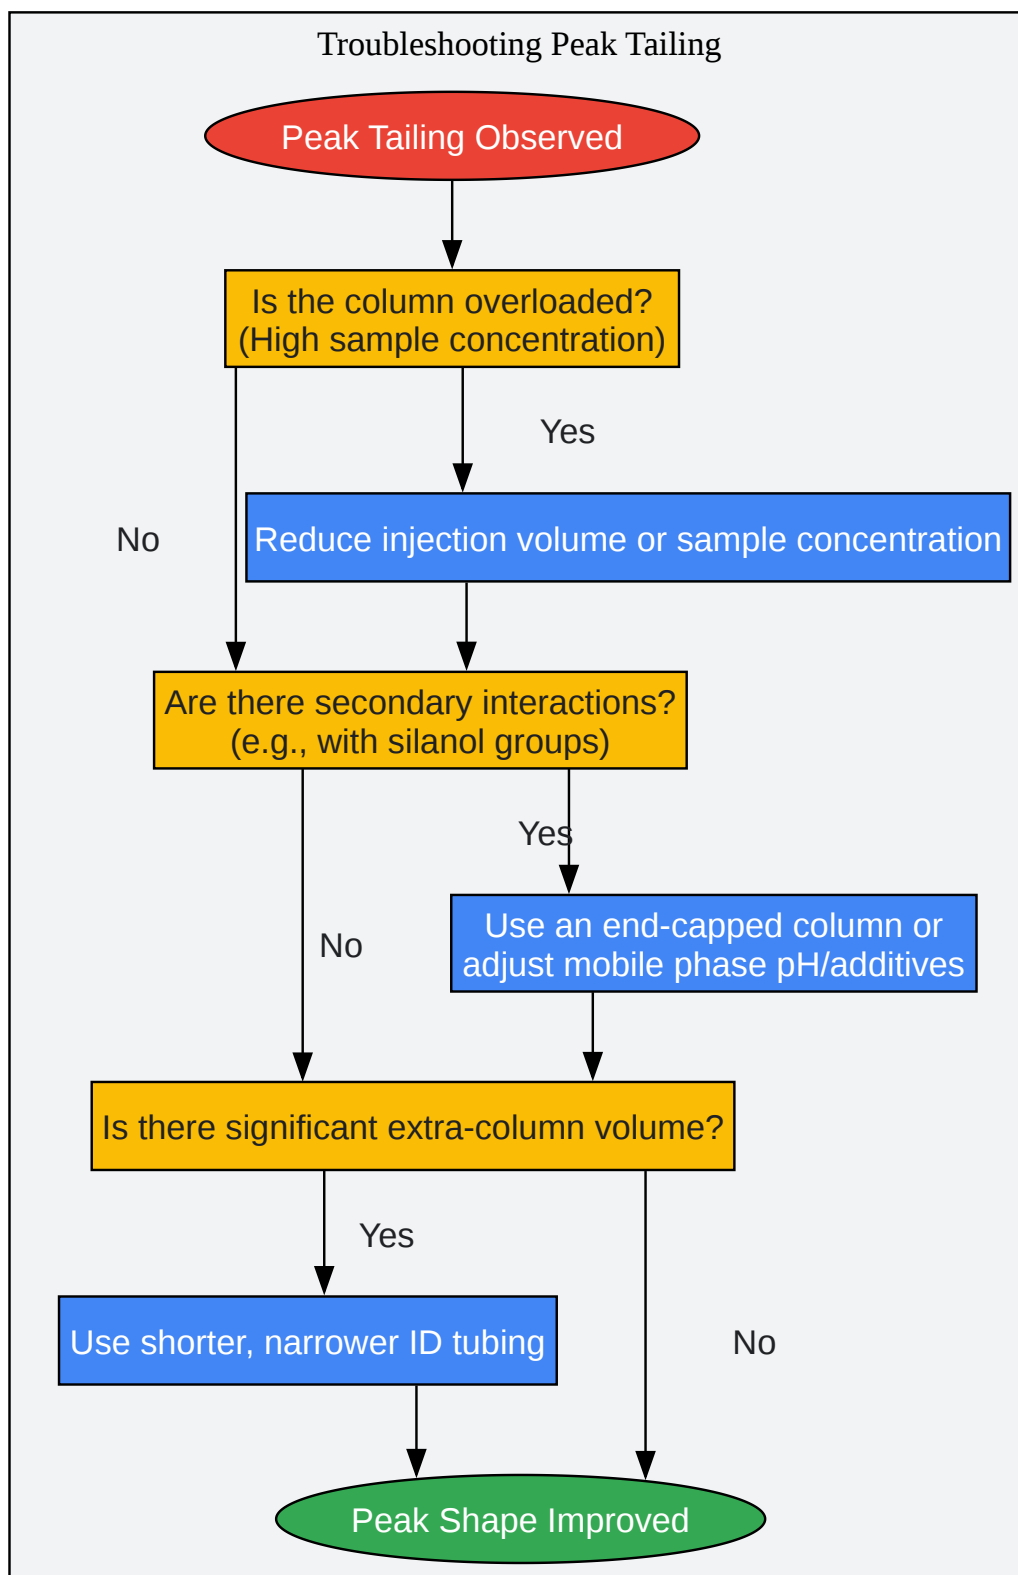 Troubleshooting Peak Tailing
Peak Tailing Observed
Is the column overloaded?
(High sample concentration)
Yes
No
Reduce injection volume or sample concentration
Are there secondary interactions?
(e.g., with silanol groups)
Yes
No
Use an end-capped column or
adjust mobile phase pH/additives
Is there significant extra-column volume?
Yes
Use shorter, narrower ID tubing
No
Peak Shape Improved